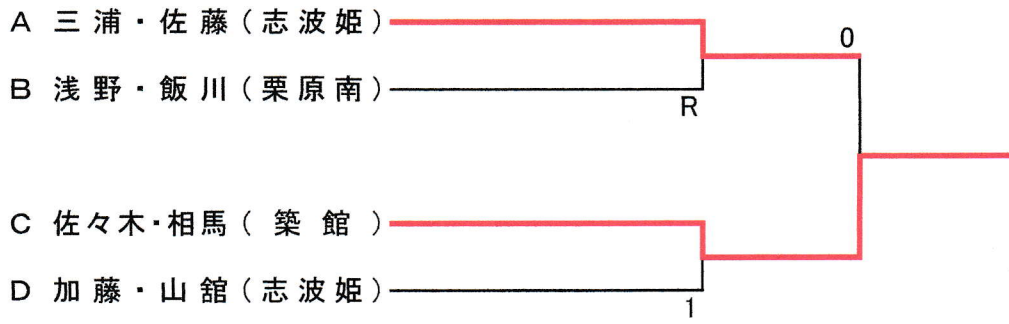 0
A 三浦・佐藤(志波姫)
B 浅野・飯川(栗原南)
R
C 佐々木・相馬(築館)
D 加藤・山舘(志波姫)
1